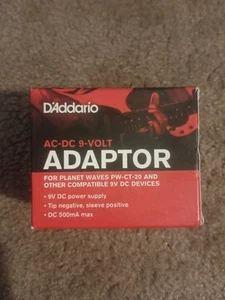 D'Addario
AC-DC 9-VOLT
ADAPTOR
FOR PLANET WAVES PW-CT-20 AND
OTHER COMPATIBLE 9V DC DEVICES
• 9V DC power supply
• Tip negative, sleeve positive
• DC 500mA max